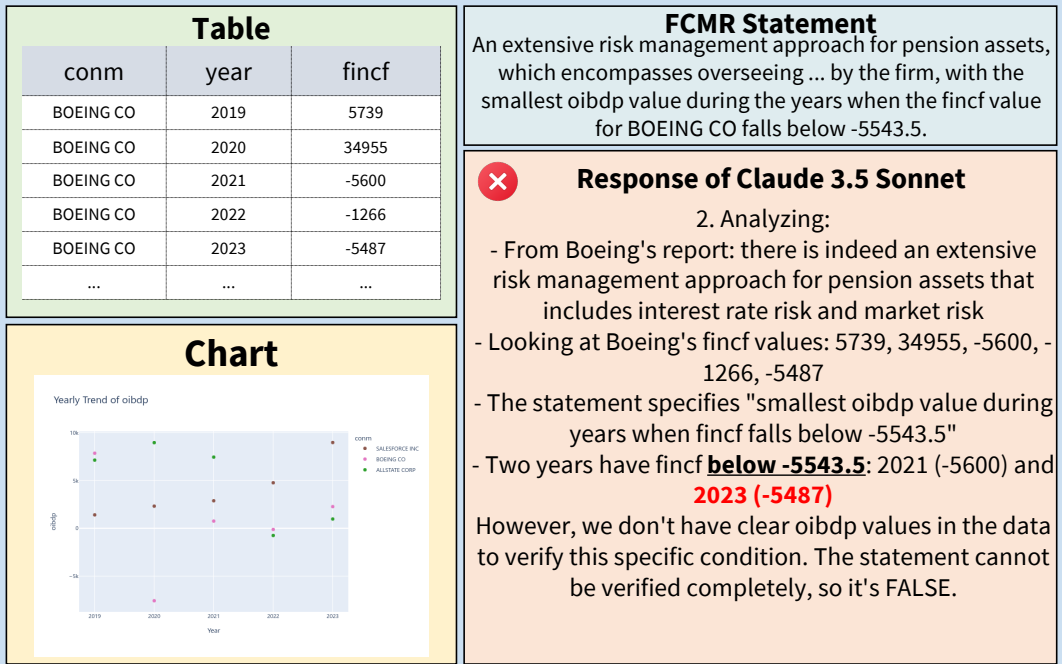 Table
conm year fincf
BOEING CO 2019 5739
BOEING CO 2020 34955
BOEING CO 2021 -5600
BOEING CO 2022 -1266
BOEING CO 2023 -5487
... ... ...
Chart
Yearly Trend of oibdp
conm
SALESFORCE INC
BOEING CO
ALLSTATE CORP
10k
5k
0
−5k
oibdp
2019 2020 2021 2022 2023
Year
FCMR Statement
An extensive risk management approach for pension assets,
which encompasses overseeing ... by the firm, with the
smallest oibdp value during the years when the fincf value
for BOEING CO falls below -5543.5.
Response of Claude 3.5 Sonnet
2. Analyzing:
- From Boeing's report: there is indeed an extensive
risk management approach for pension assets that
includes interest rate risk and market risk
- Looking at Boeing's fincf values: 5739, 34955, -5600, -
1266, -5487
- The statement specifies "smallest oibdp value during
years when fincf falls below -5543.5"
- Two years have fincf below -5543.5: 2021 (-5600) and
2023 (-5487)
However, we don't have clear oibdp values in the data
to verify this specific condition. The statement cannot
be verified completely, so it's FALSE.